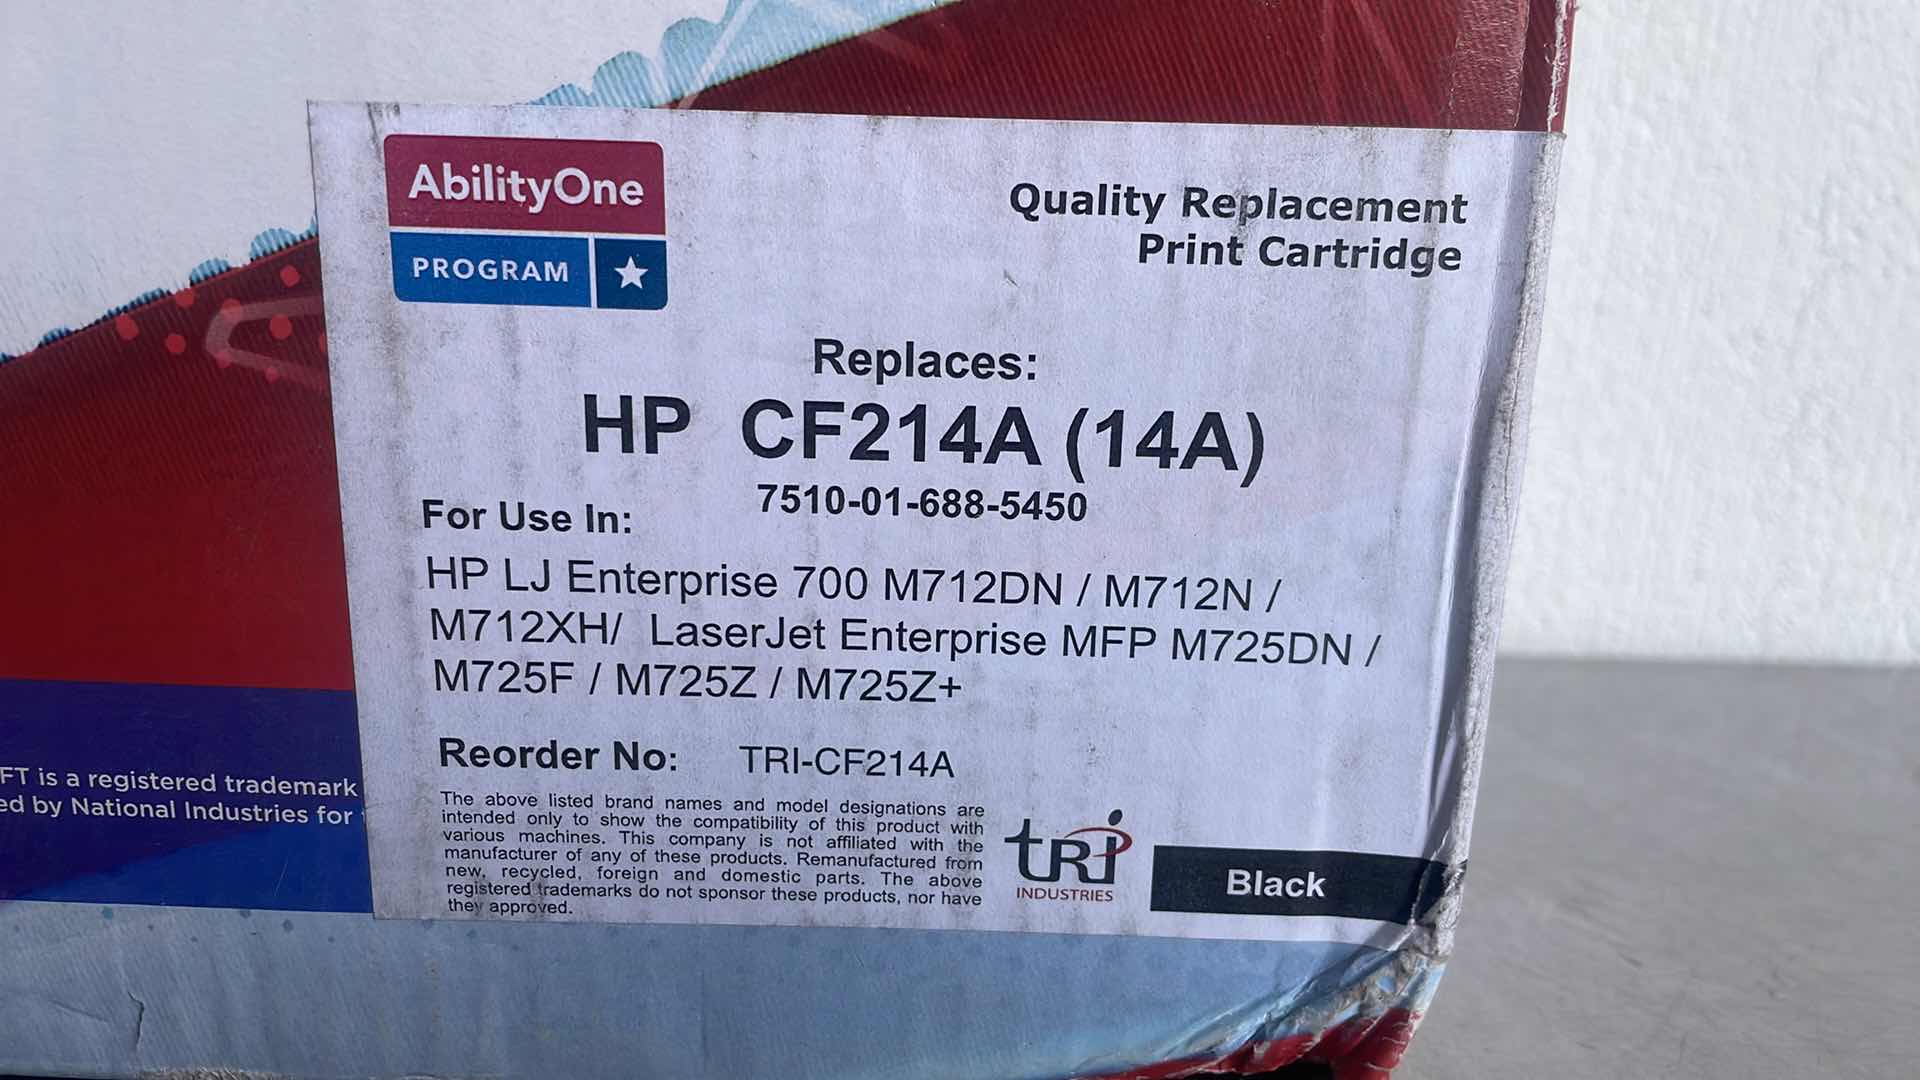 AbilityOne
PROGRAM
Quality Replacement
Print Cartridge
Replaces:
HP CF214A (14A)
7510-01-688-5450
For Use In:
HP LJ Enterprise 700 M712DN / M712N /
M712XH/ LaserJet Enterprise MFP M725DN /
M725F / M725Z / M725Z+
Reorder No: TRI-CF214A
The above listed brand names and model designations are
intended only to show the compatibility of this product with
various machines. This company is not affiliated with the
manufacturer of any of these products. Remanufactured from
new, recycled, foreign and domestic parts. The above
registered trademarks do not sponsor these products, nor have
they approved.
tRi
INDUSTRIES
Black
FT is a registered trademark
ed by National Industries for